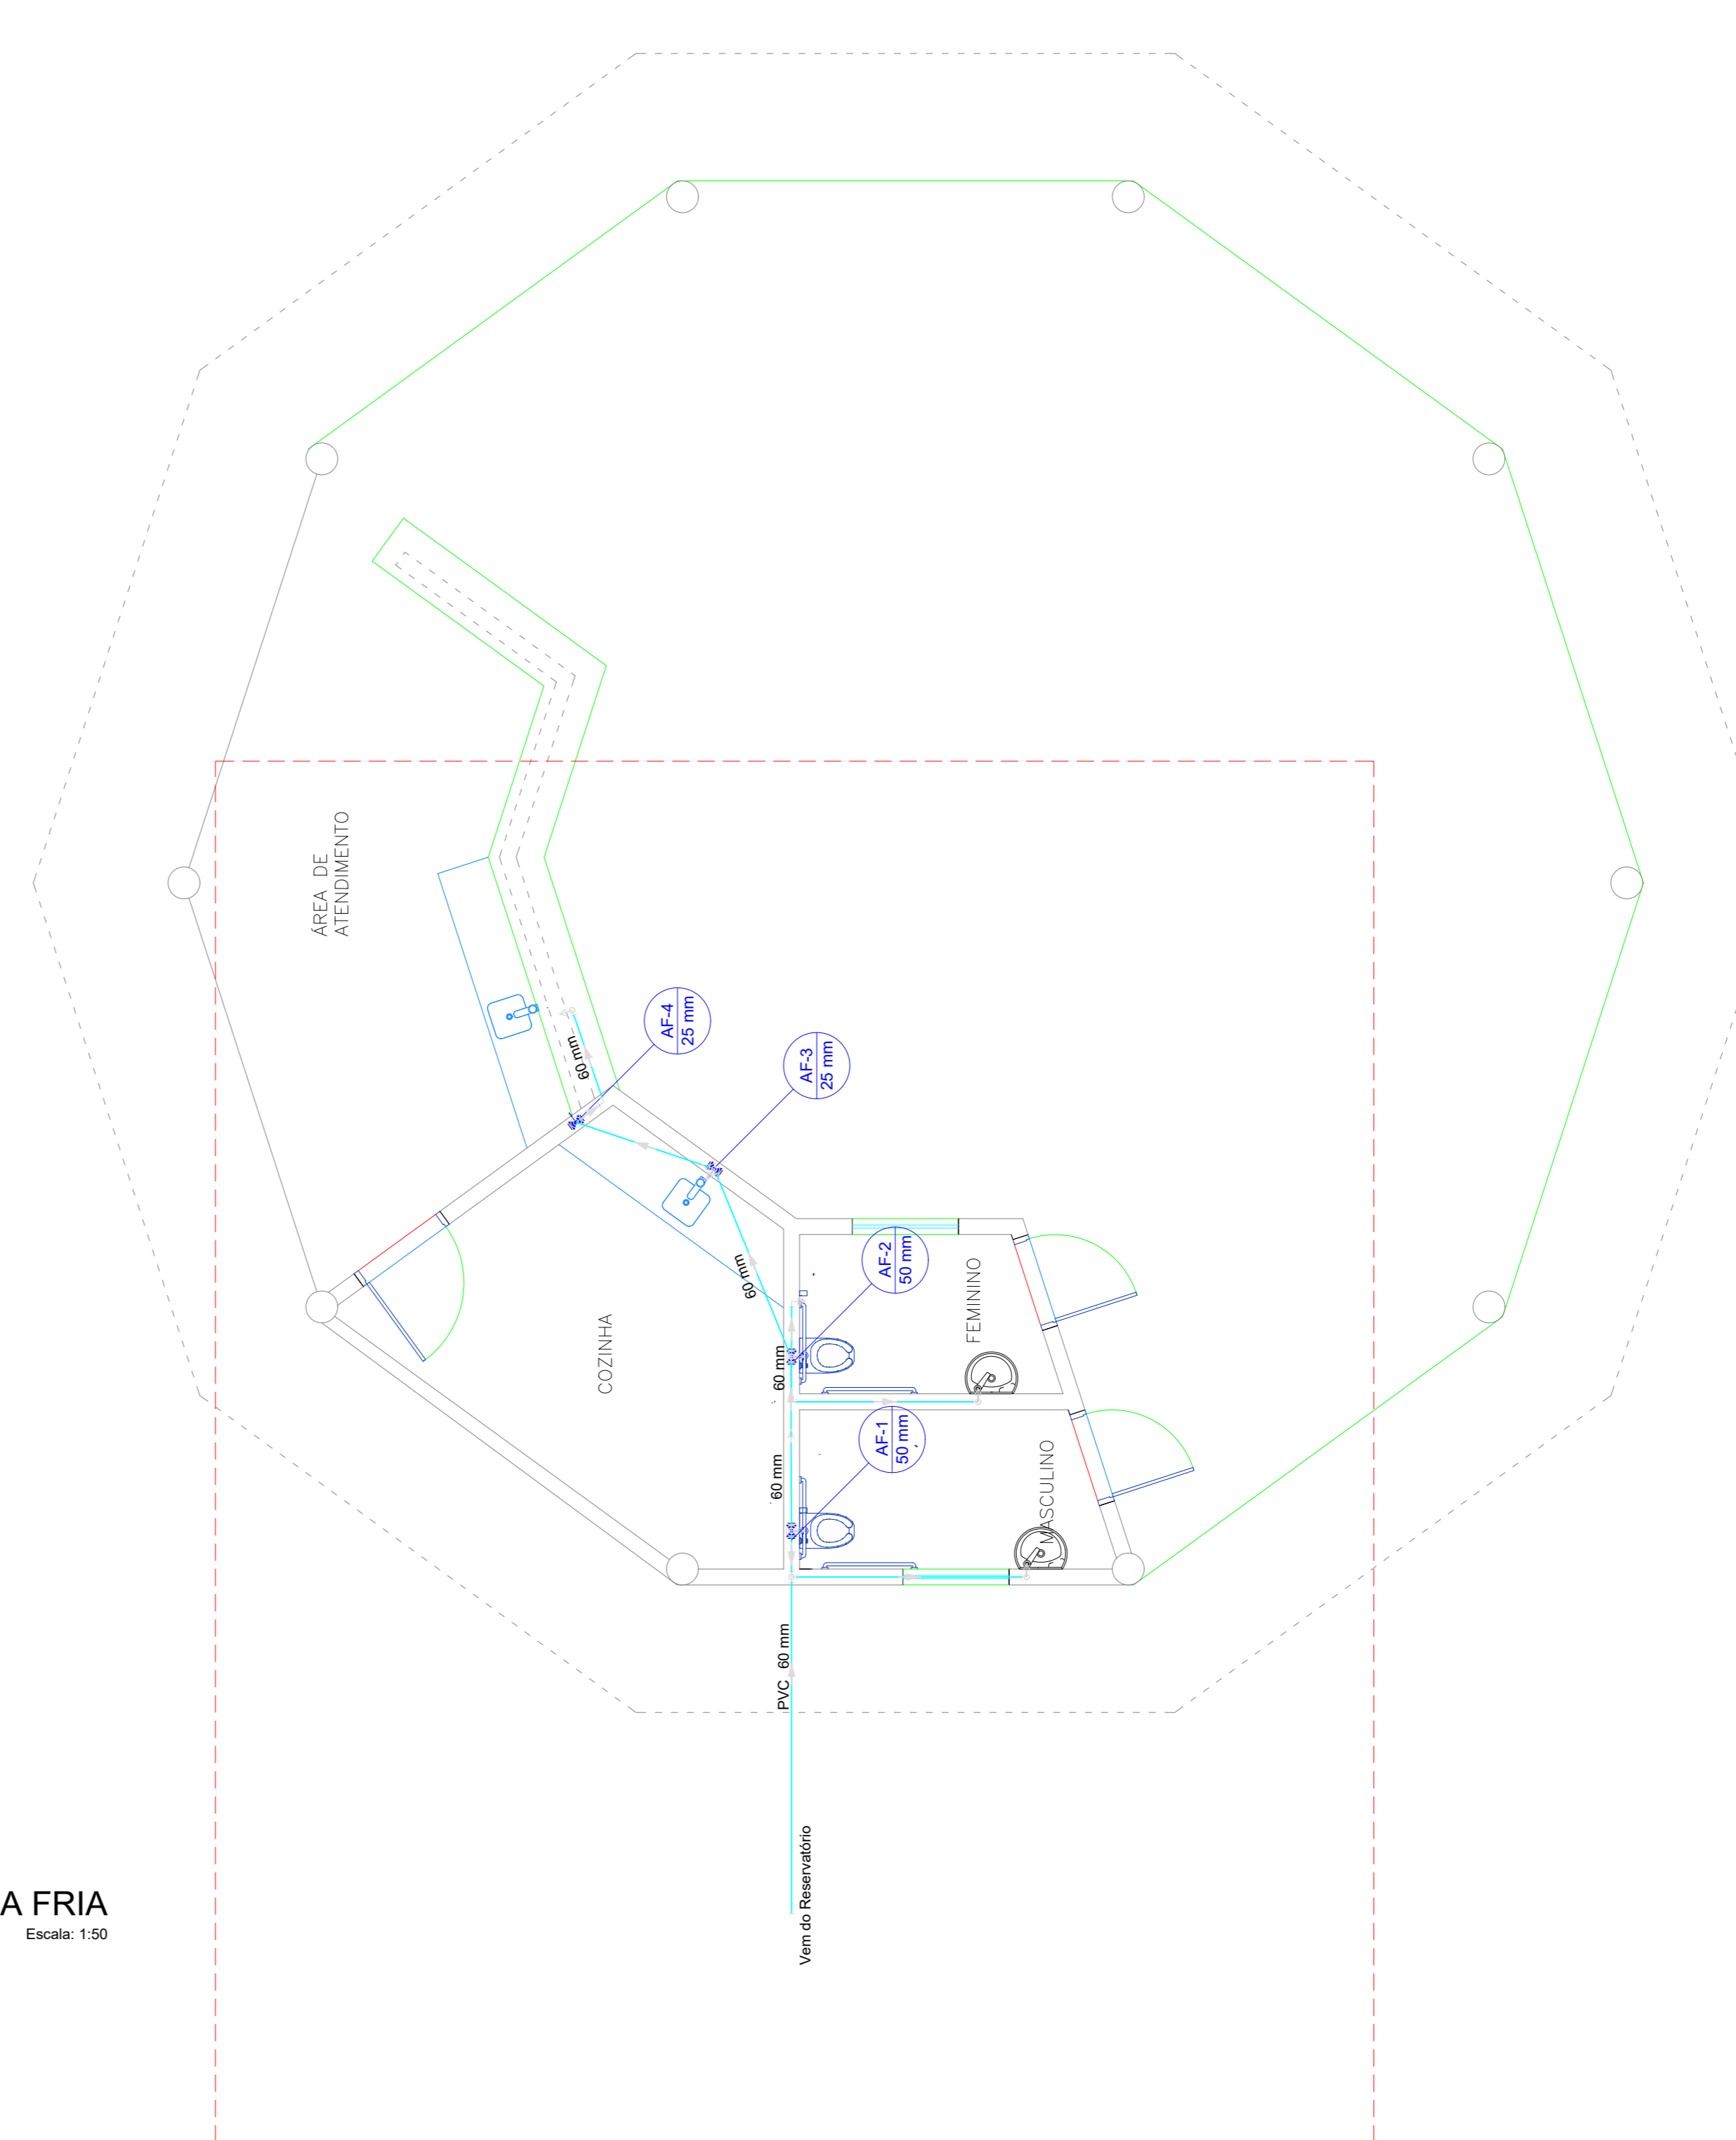 ÁREA DE
ATENDIMENTO
AF-4
25 mm
AF-3
25 mm
60 mm
60 mm
AF-2
50 mm
FEMININO
COZINHA
60 mm
AF-1
50 mm
60 mm
MASCULINO
PVC 60 mm
Vem do Reservatório
A FRIA
Escala: 1:50